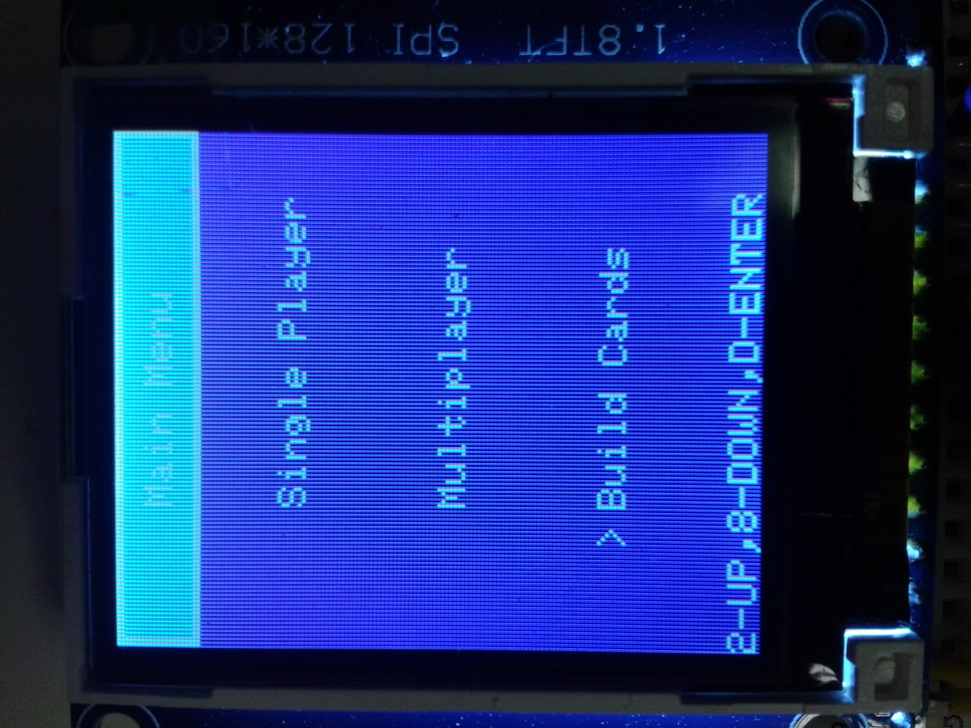 1.8TFT SPI 128*160
Main Menu
Single Player
Multiplayer
> Build Cards
2-UP,8-DOWN,D-ENTER